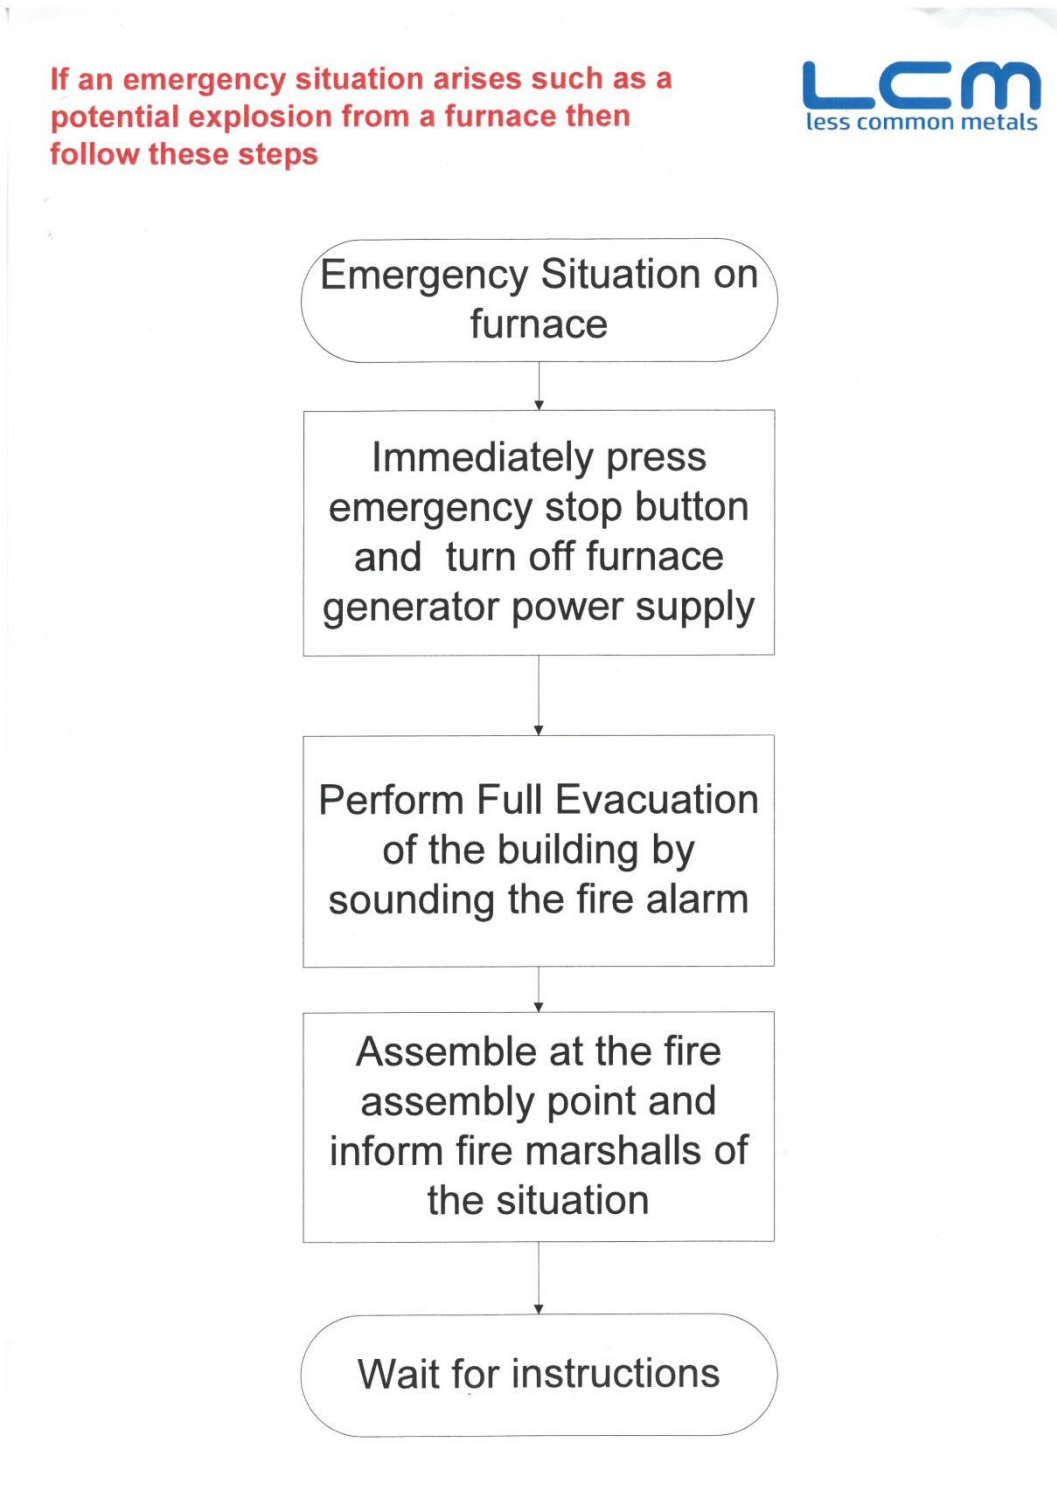 If an emergency situation arises such as a
potential explosion from a furnace then
follow these steps
LCM
less common metals
Emergency Situation on
furnace
Immediately press
emergency stop button
and  turn off furnace
generator power supply
Perform Full Evacuation
of the building by
sounding the fire alarm
Assemble at the fire
assembly point and
inform fire marshalls of
the situation
Wait for instructions